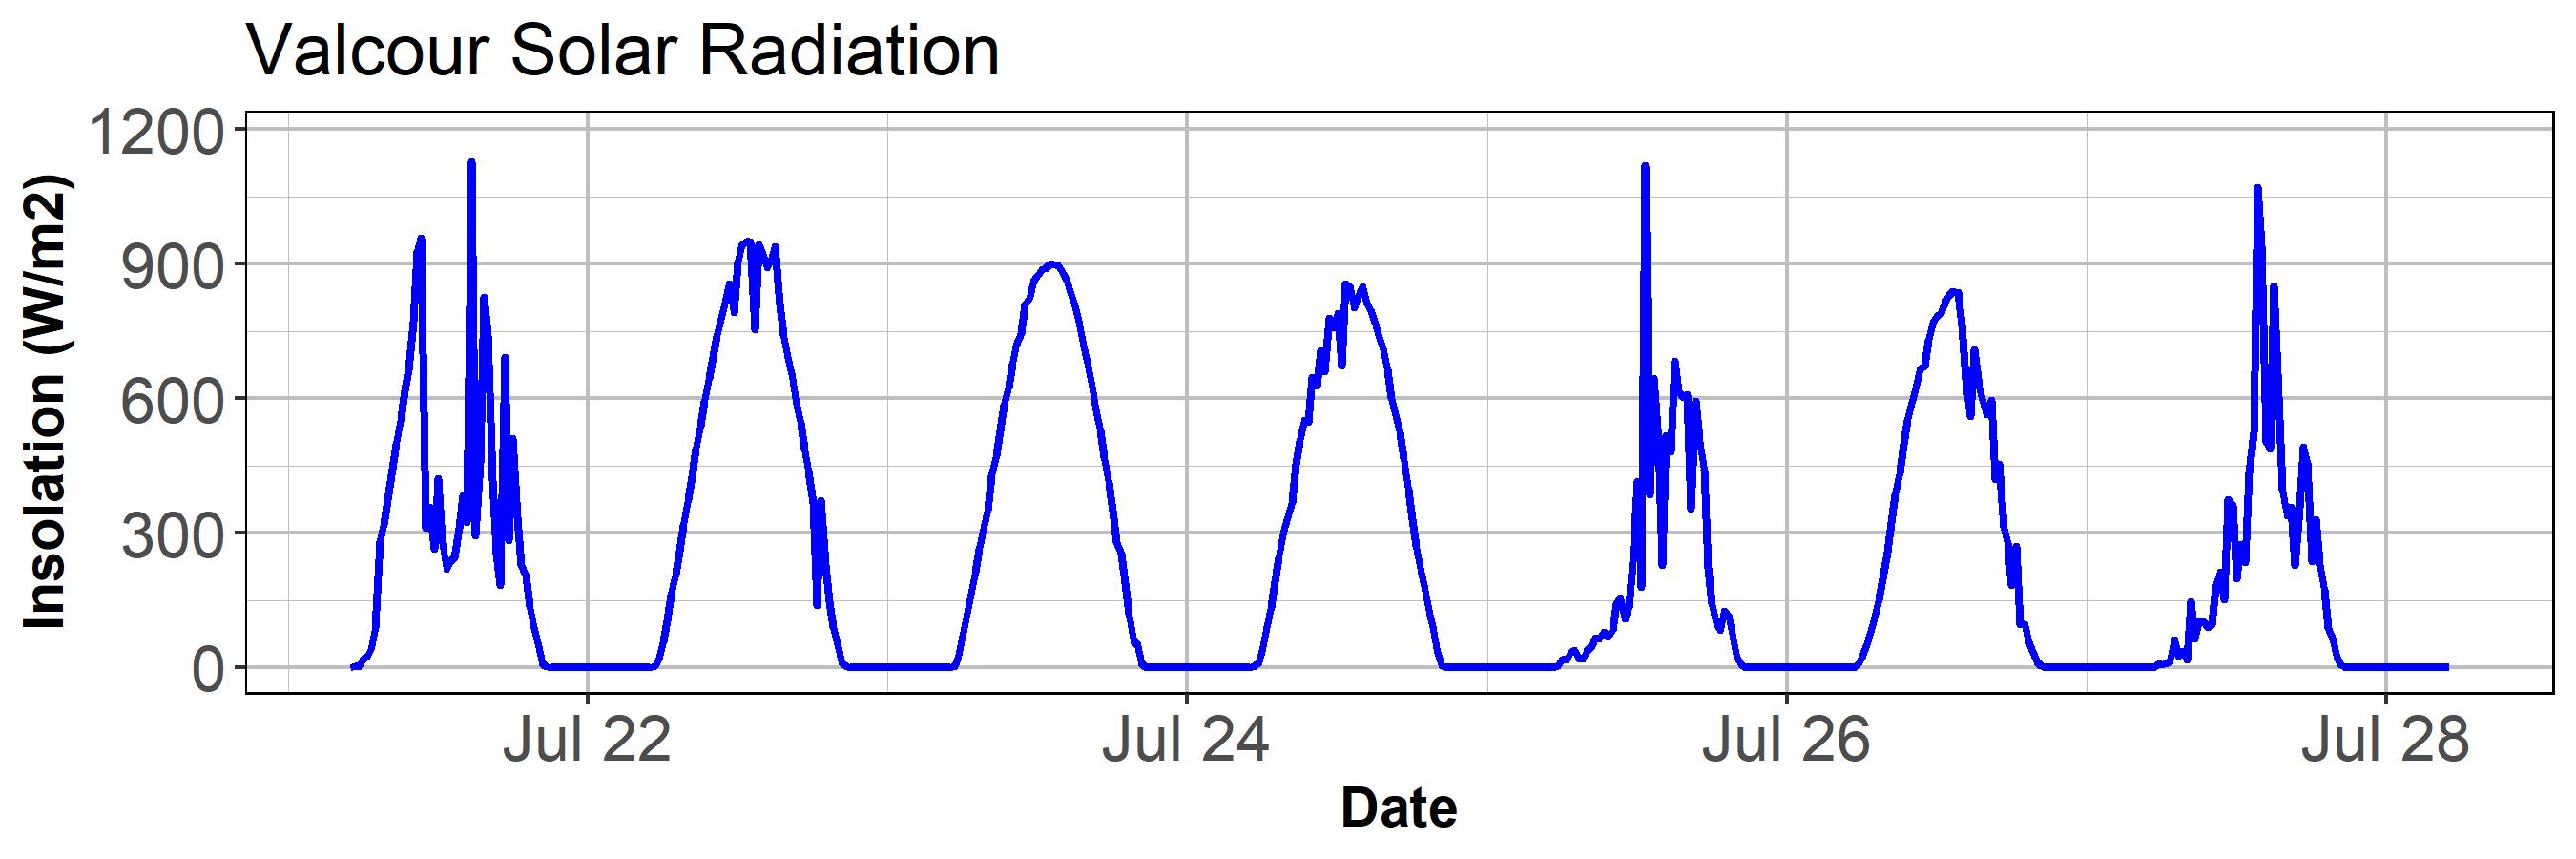 Valcour Solar Radiation
Insolation (W/m2)
1200
900
600
300
0
Jul 22 Jul 24 Jul 26 Jul 28
Date